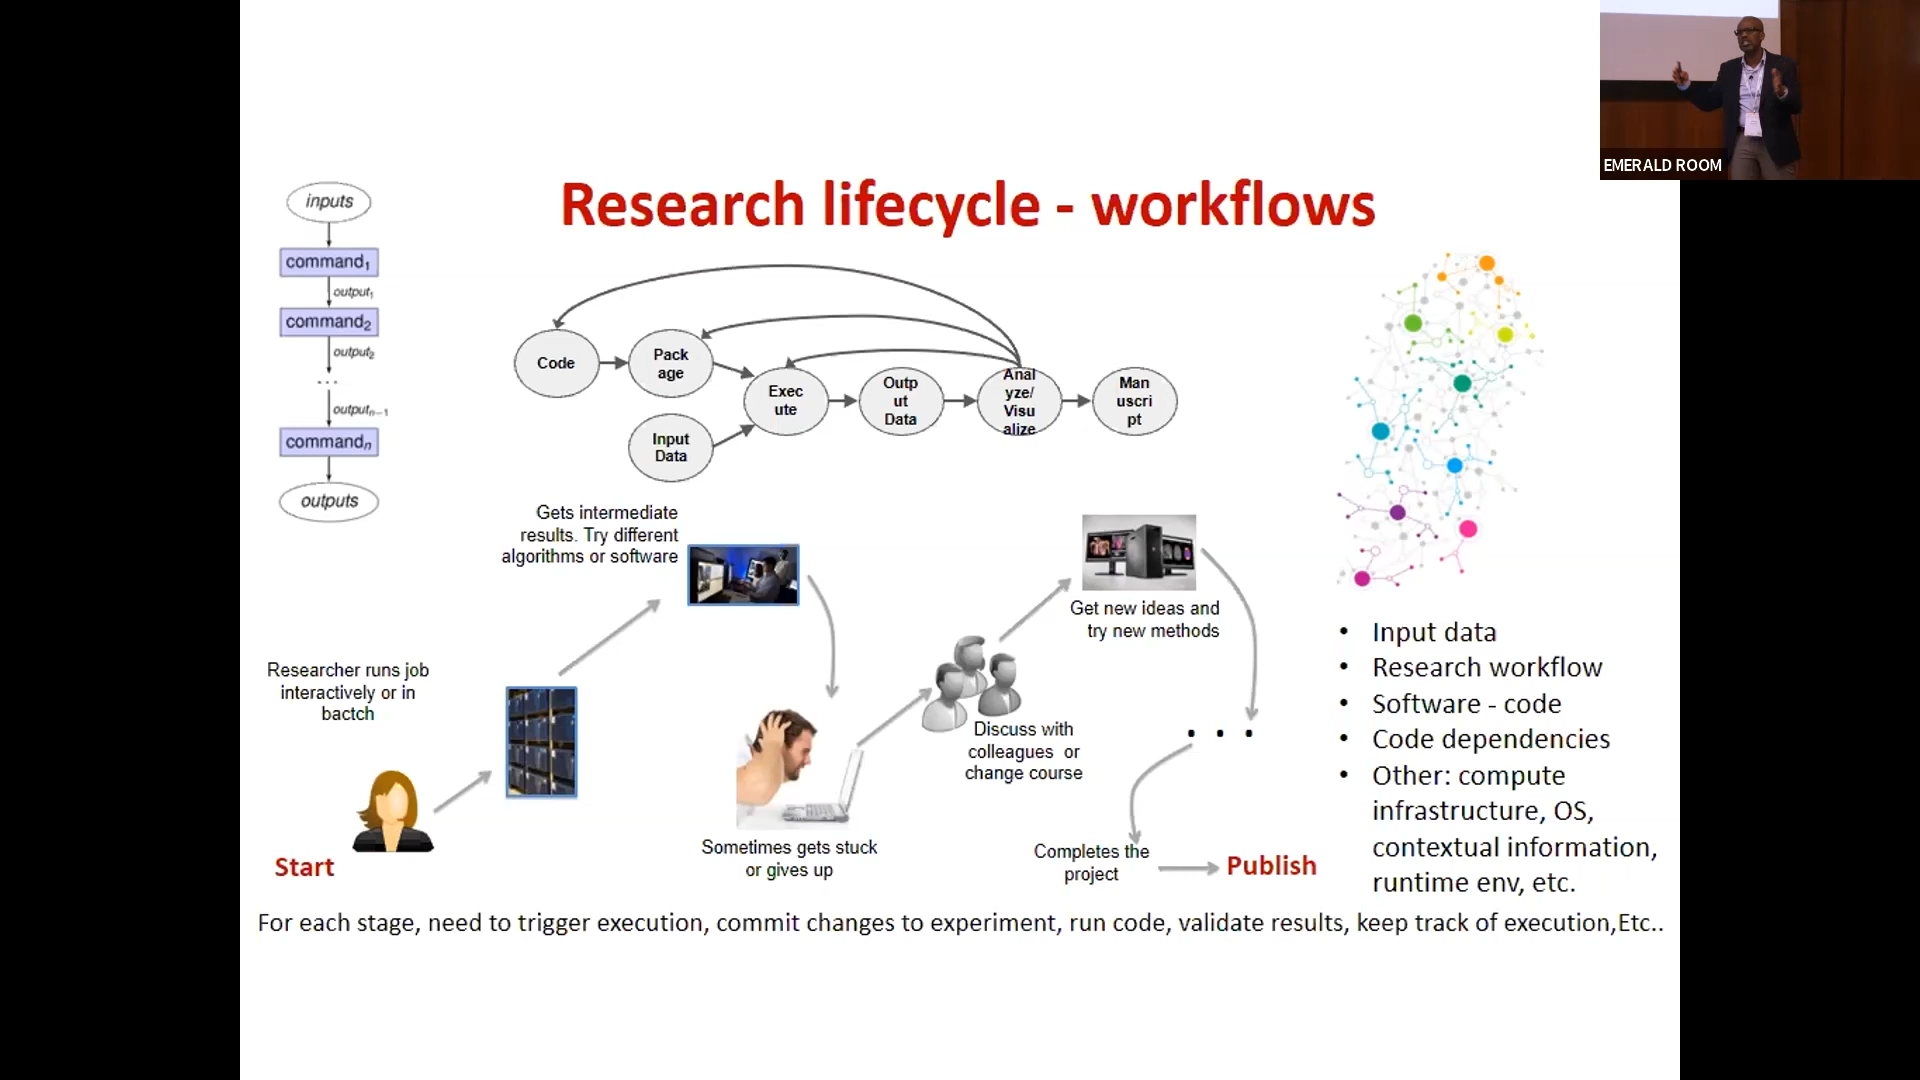 EMERALD ROOM
Research lifecycle - workflows
inputs
command1
output1
command2
output2
...
outputn-1
commandn
outputs
Code
Pack
age
Input
Data
Exec
ute
Outp
ut
Data
Anal
yze/
Visu
alize
Man
uscri
pt
Gets intermediate
results. Try different
algorithms or software
Get new ideas and
try new methods
Researcher runs job
interactively or in
bactch
Discuss with
colleagues or
change course
. . .
Start
Sometimes gets stuck
or gives up
Completes the
project
Publish
• Input data
• Research workflow
• Software - code
• Code dependencies
• Other: compute
infrastructure, OS,
contextual information,
runtime env, etc.
For each stage, need to trigger execution, commit changes to experiment, run code, validate results, keep track of execution,Etc..